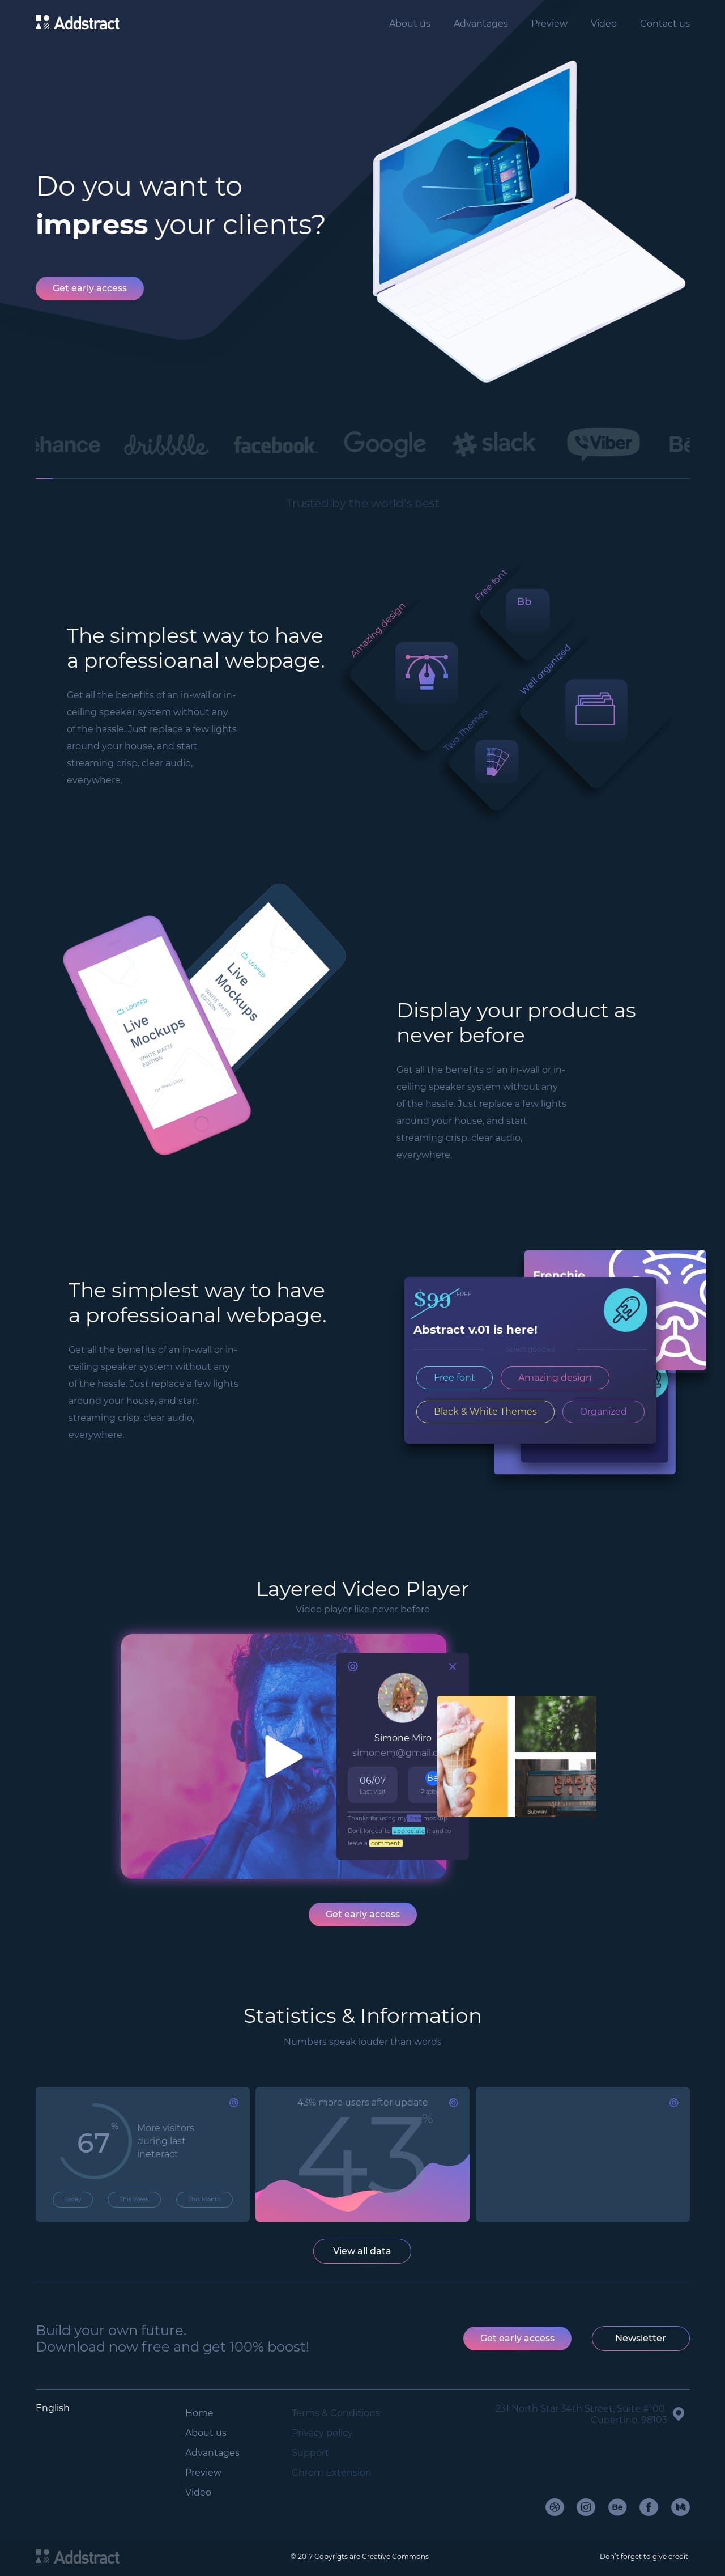 Addstract
About us
Advantages
Preview
Video
Contact us
Do you want to
impress your clients?
Get early access
ehance
dribbble
facebook
Google
slack
Viber
Bē
Trusted by the world's best
The simplest way to have
a professioanal webpage.
Get all the benefits of an in-wall or in-
ceiling speaker system without any
of the hassle. Just replace a few lights
around your house, and start
streaming crisp, clear audio,
everywhere.
Amazing design
Free font
Bb
Well organized
Two Themes
LOOPED
Live
Mockups
WHITE MATTE
EDITION
for Photoshop
LOOPED
Live
Mockups
WHITE MATTE
EDITION
Display your product as
never before
Get all the benefits of an in-wall or in-
ceiling speaker system without any
of the hassle. Just replace a few lights
around your house, and start
streaming crisp, clear audio,
everywhere.
The simplest way to have
a professioanal webpage.
Get all the benefits of an in-wall or in-
ceiling speaker system without any
of the hassle. Just replace a few lights
around your house, and start
streaming crisp, clear audio,
everywhere.
Frenchie
$99 FREE
Abstract v.01 is here!
Free font
Amazing design
Black & White Themes
Organized
Layered Video Player
Video player like never before
Simone Miro
simonem@gmail.c
06/07
Last Visit
Bē
Platf
Thanks for using my free mockup.
Dont forgetr to appreciate it and to
leave a comment
Subway
Get early access
Statistics & Information
Numbers speak louder than words
67 %
More visitors
during last
ineteract
Today
This Week
This Month
43% more users after update
43 %
View all data
Build your own future.
Download now free and get 100% boost!
Get early access
Newsletter
English
Home
About us
Advantages
Preview
Video
Terms & Conditions
Privacy policy
Support
Chrom Extension
231 North Star 34th Street, Suite #100
Cupertino, 98103
Bē
Addstract
© 2017 Copyrigts are Creative Commons
Don't forget to give credit